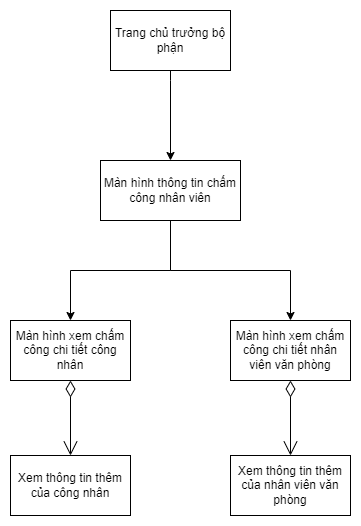 Trang chủ trưởng bộ
phận
Màn hình thông tin chấm
công nhân viên
Màn hình xem chấm
công chi tiết công
nhân
Màn hình xem chấm
công chi tiết nhân
viên văn phòng
Xem thông tin thêm
của công nhân
Xem thông tin thêm
của nhân viên văn
phòng